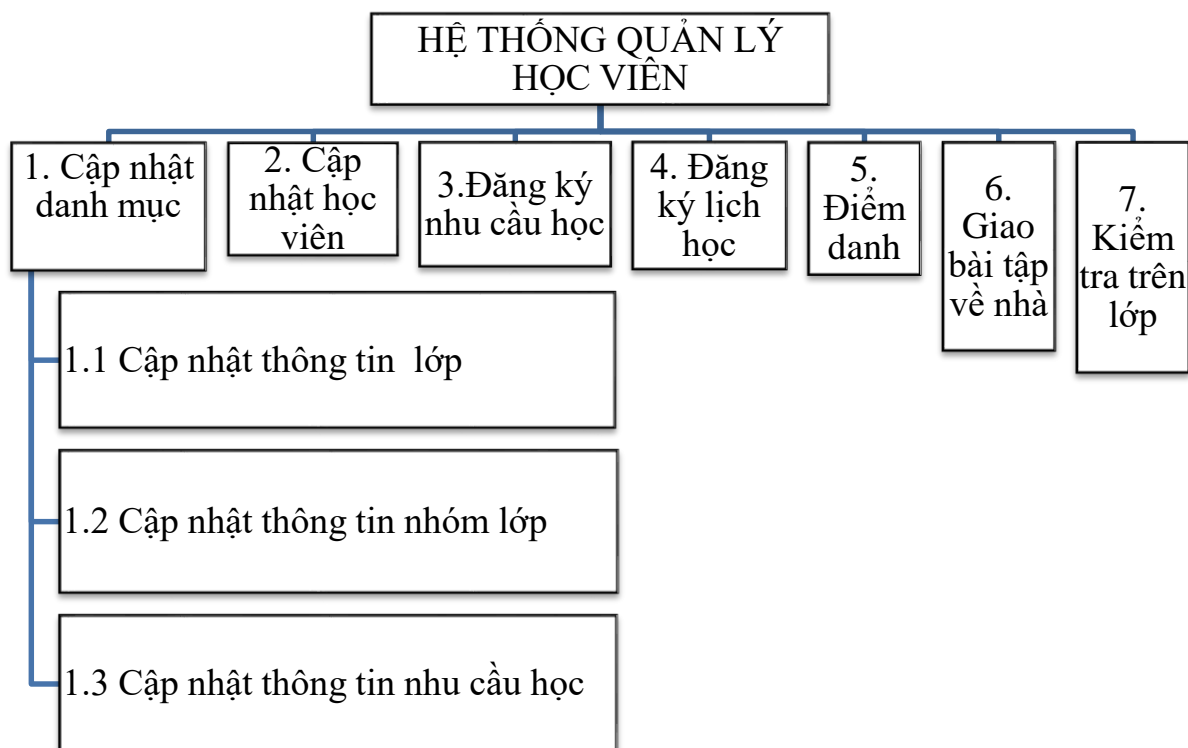 HỆ THỐNG QUẢN LÝ
HỌC VIÊN
1. Cập nhật
danh mục
2. Cập
nhật học
viên
3.Đăng ký
nhu cầu học
4. Đăng
ký lịch
học
5.
Điểm
danh
6.
Giao
bài tập
về nhà
7.
Kiểm
tra trên
lớp
1.1 Cập nhật thông tin lớp
1.2 Cập nhật thông tin nhóm lớp
1.3 Cập nhật thông tin nhu cầu học